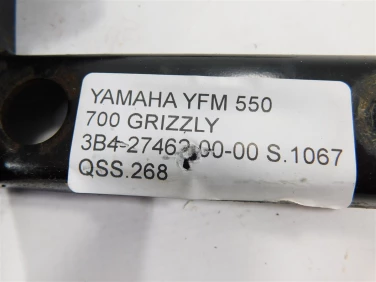 YAMAHA YFM 550
700 GRIZZLY
3B4-27463-00-00 S.1067
QSS.268